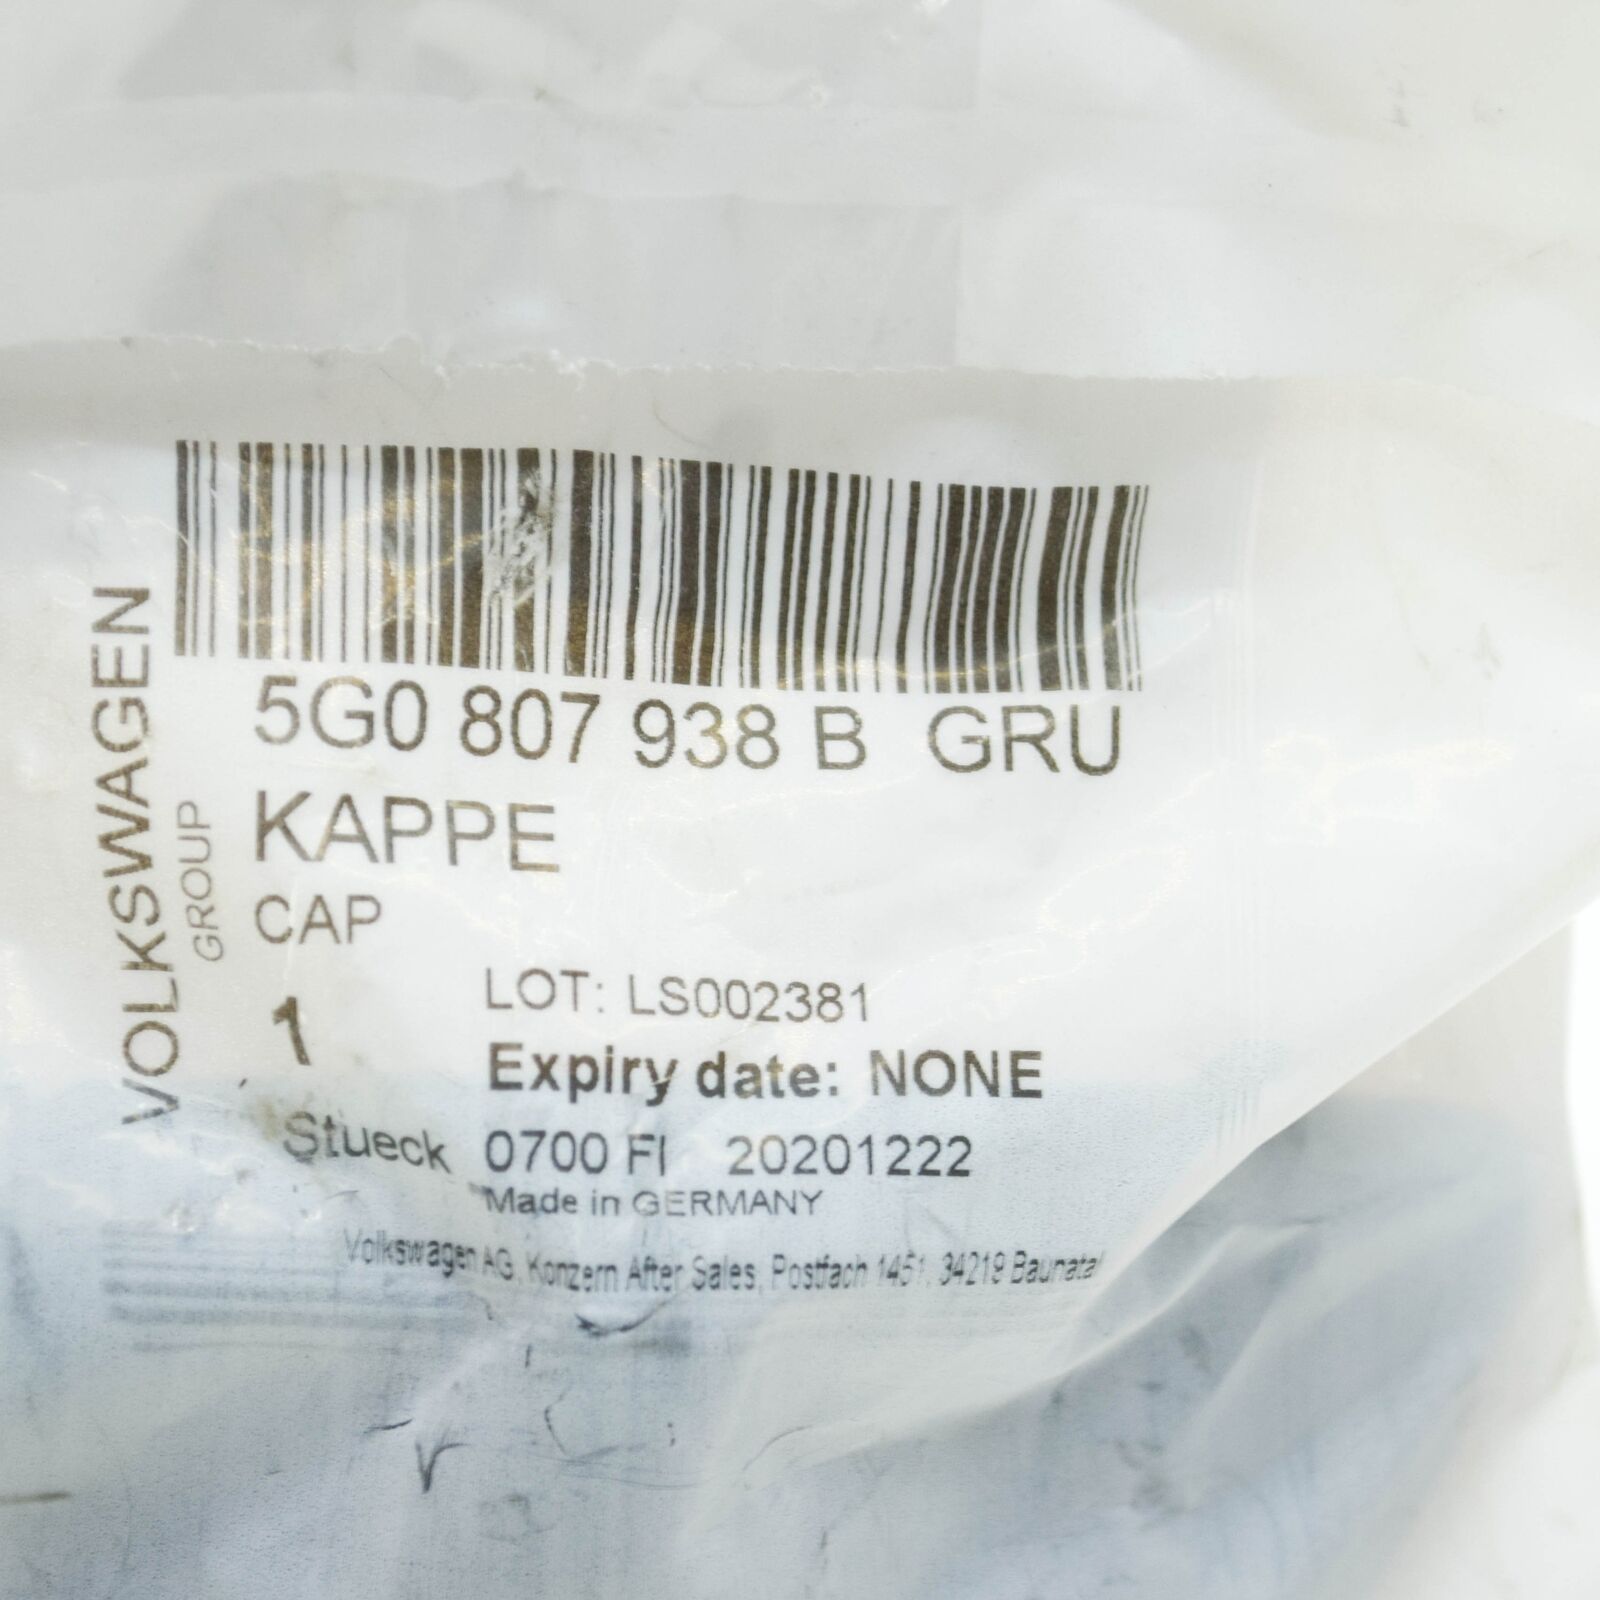 VOLKSWAGEN
GROUP
5G0 807 938 B GRU
KAPPE
CAP
1
Stueck
LOT: LS002381
Expiry date: NONE
0700 FI 20201222
Made in GERMANY
Volkswagen AG, Konzern After Sales, Postfach 1451, 34219 Baunatal